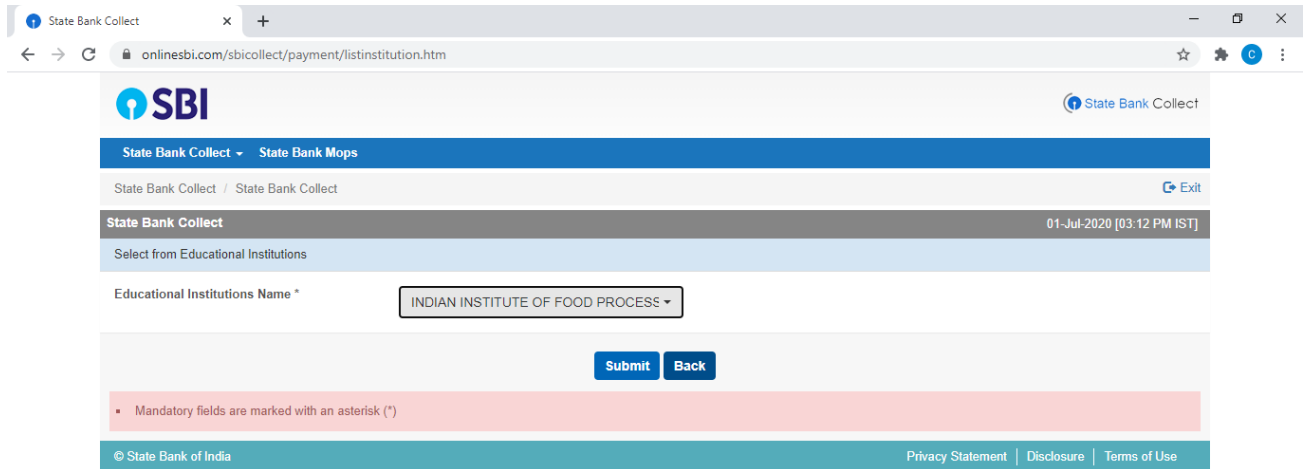 State Bank Collect
onlinesbi.com/sbicollect/payment/listinstitution.htm
C
SBI
State Bank Collect
State Bank Collect State Bank Mops
State Bank Collect / State Bank Collect
Exit
State Bank Collect
01-Jul-2020 [03:12 PM IST]
Select from Educational Institutions
Educational Institutions Name *
INDIAN INSTITUTE OF FOOD PROCESS
Submit
Back
Mandatory fields are marked with an asterisk (*)
© State Bank of India
Privacy Statement | Disclosure | Terms of Use